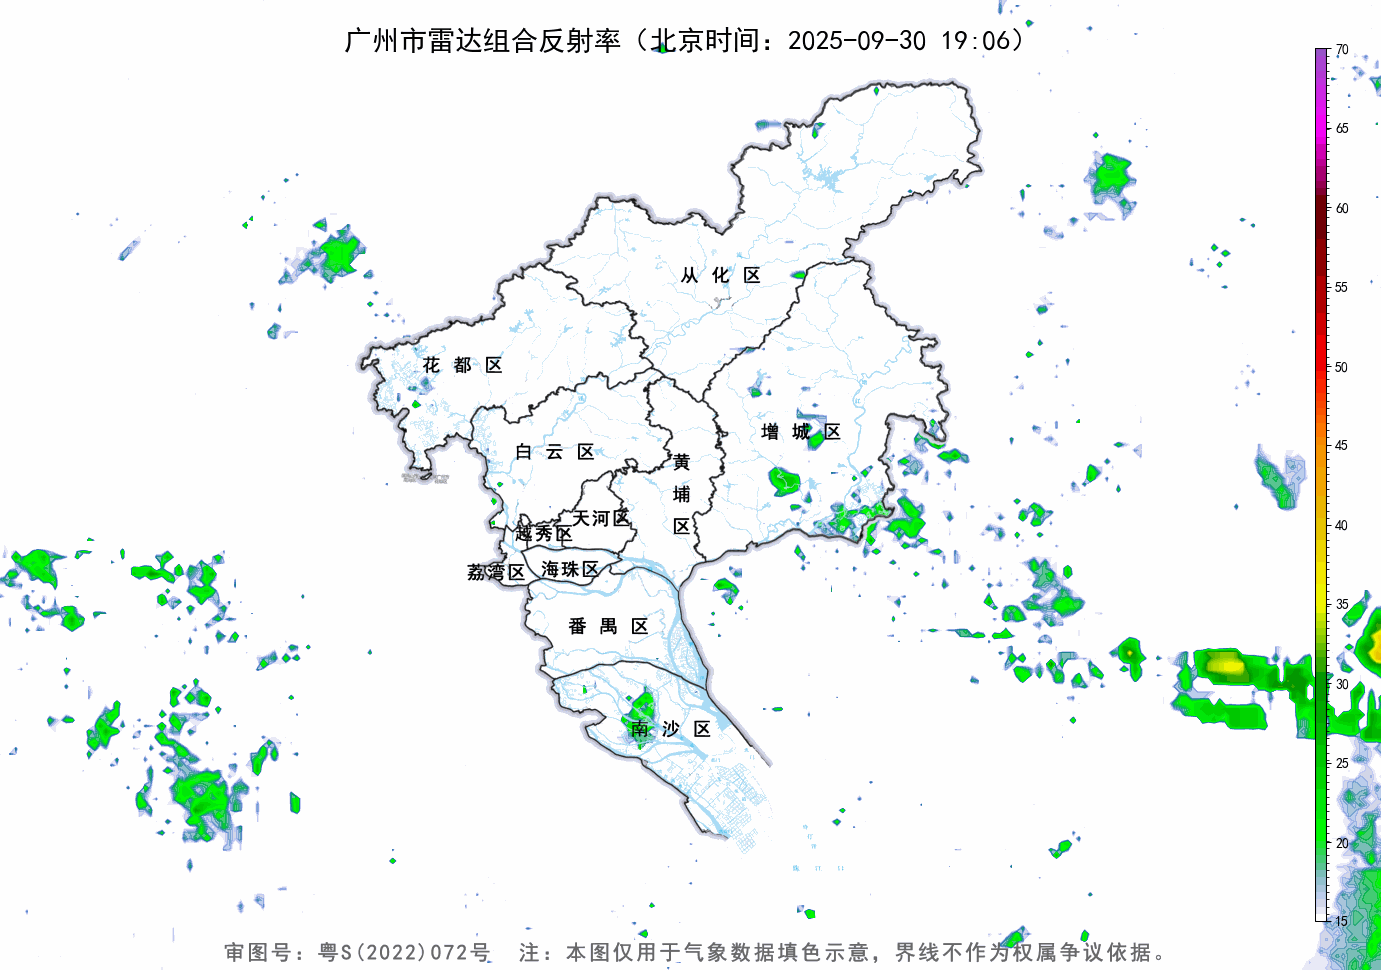 广州市雷达组合反射率（北京时间：2025-09-30 19:06）
70
65
60
55
50
45
40
35
30
25
20
15
从化区
花都区
增城区
白云区
黄埔区
天河区
越秀区
荔湾区
海珠区
番禺区
南沙区
审图号：粤S(2022)072号 注：本图仅用于气象数据填色示意，界线不作为权属争议依据。